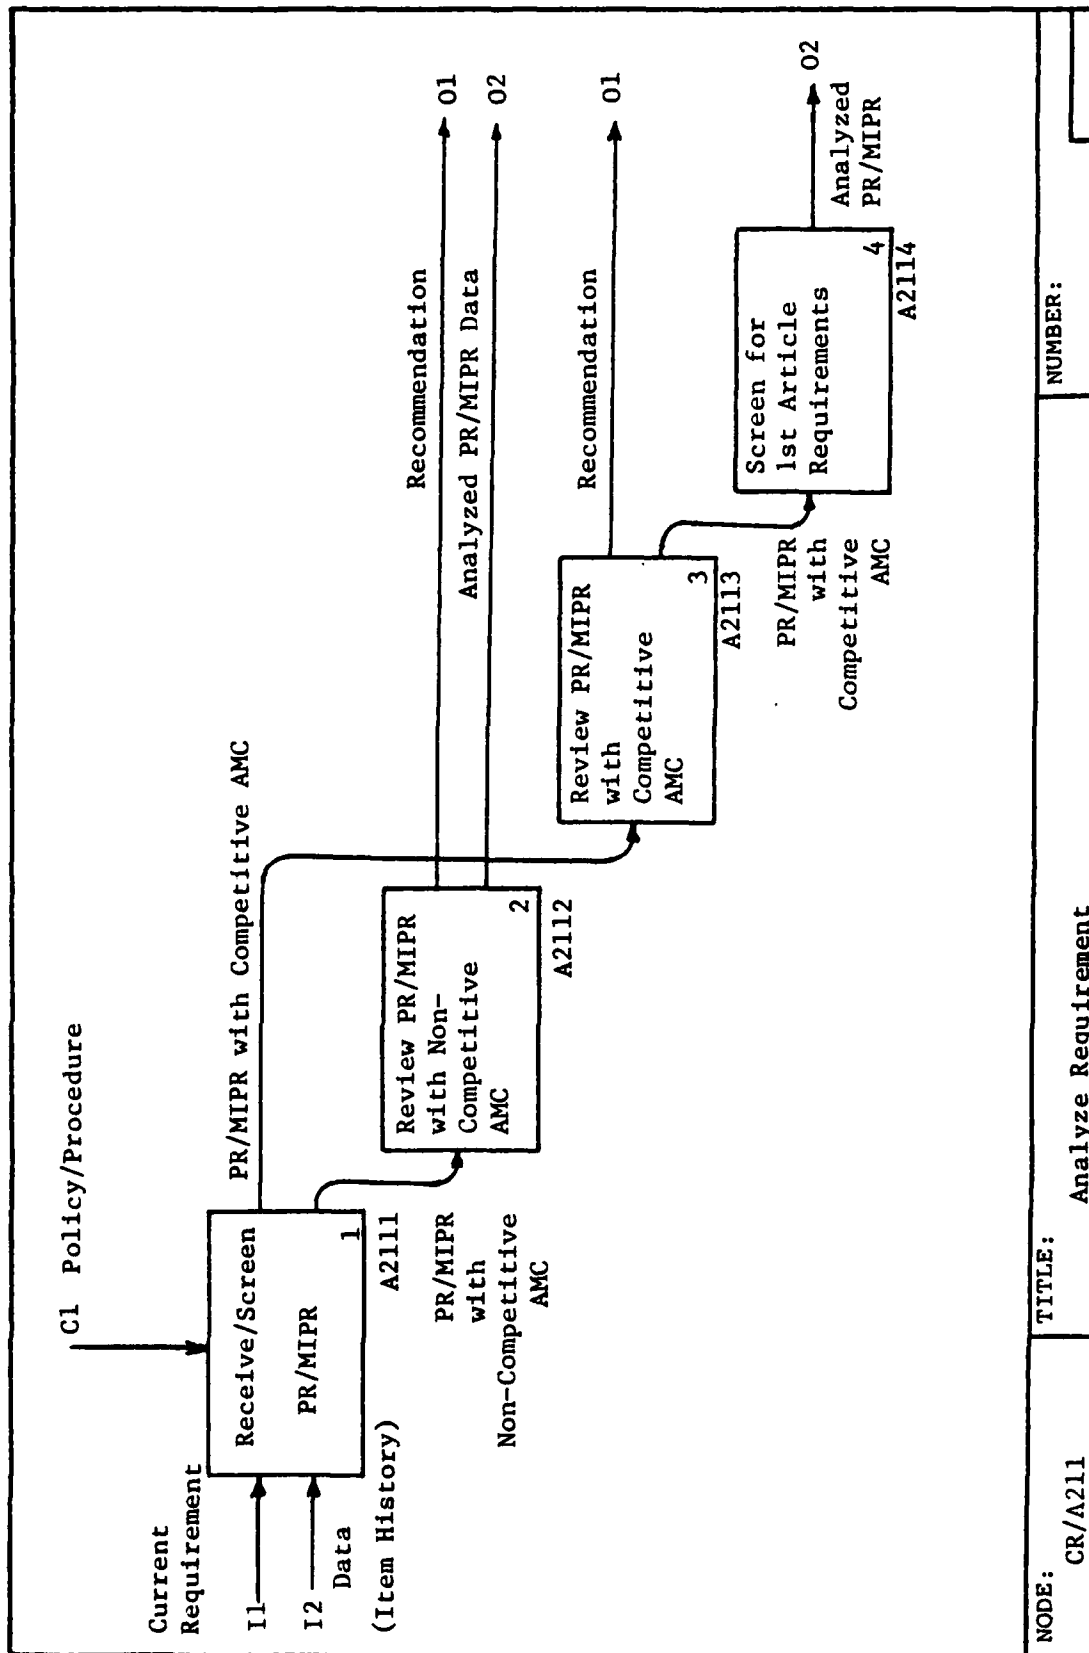 C1 Policy/Procedure
Current
Requirement
I1
I2
Data
(Item History)
Receive/Screen
PR/MIPR
1
A2111
PR/MIPR with Competitive AMC
PR/MIPR
with
Non-Competitive
AMC
Review PR/MIPR
with Non-
Competitive
AMC
2
A2112
Recommendation
O1
Analyzed PR/MIPR Data
O2
Review PR/MIPR
with
Competitive
AMC
3
A2113
Recommendation
O1
PR/MIPR
with
Competitive
AMC
Screen for
1st Article
Requirements
4
A2114
Analyzed
PR/MIPR
O2
NODE:
CR/A211
TITLE:
Analyze Requirement
NUMBER: